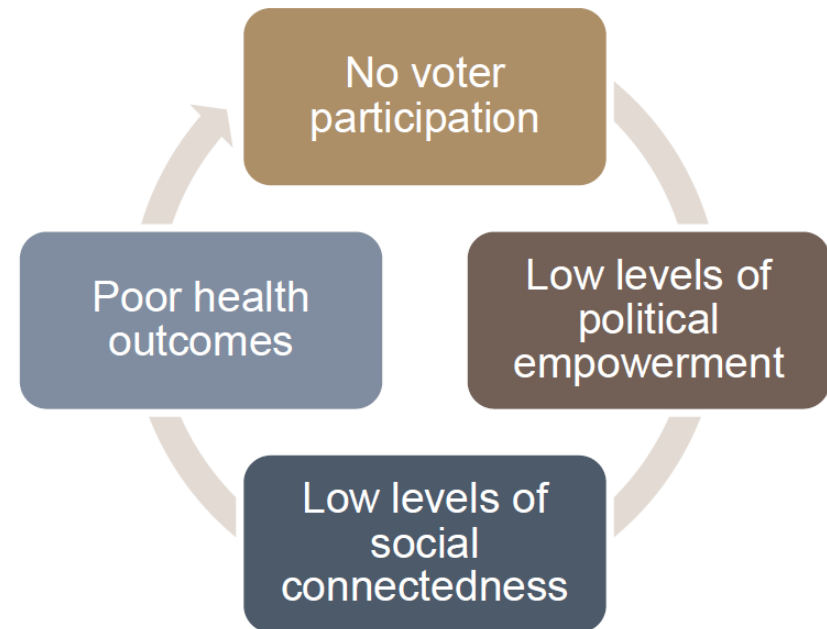 No voter
participation
Low levels of
political
empowerment
Low levels of
social
connectedness
Poor health
outcomes